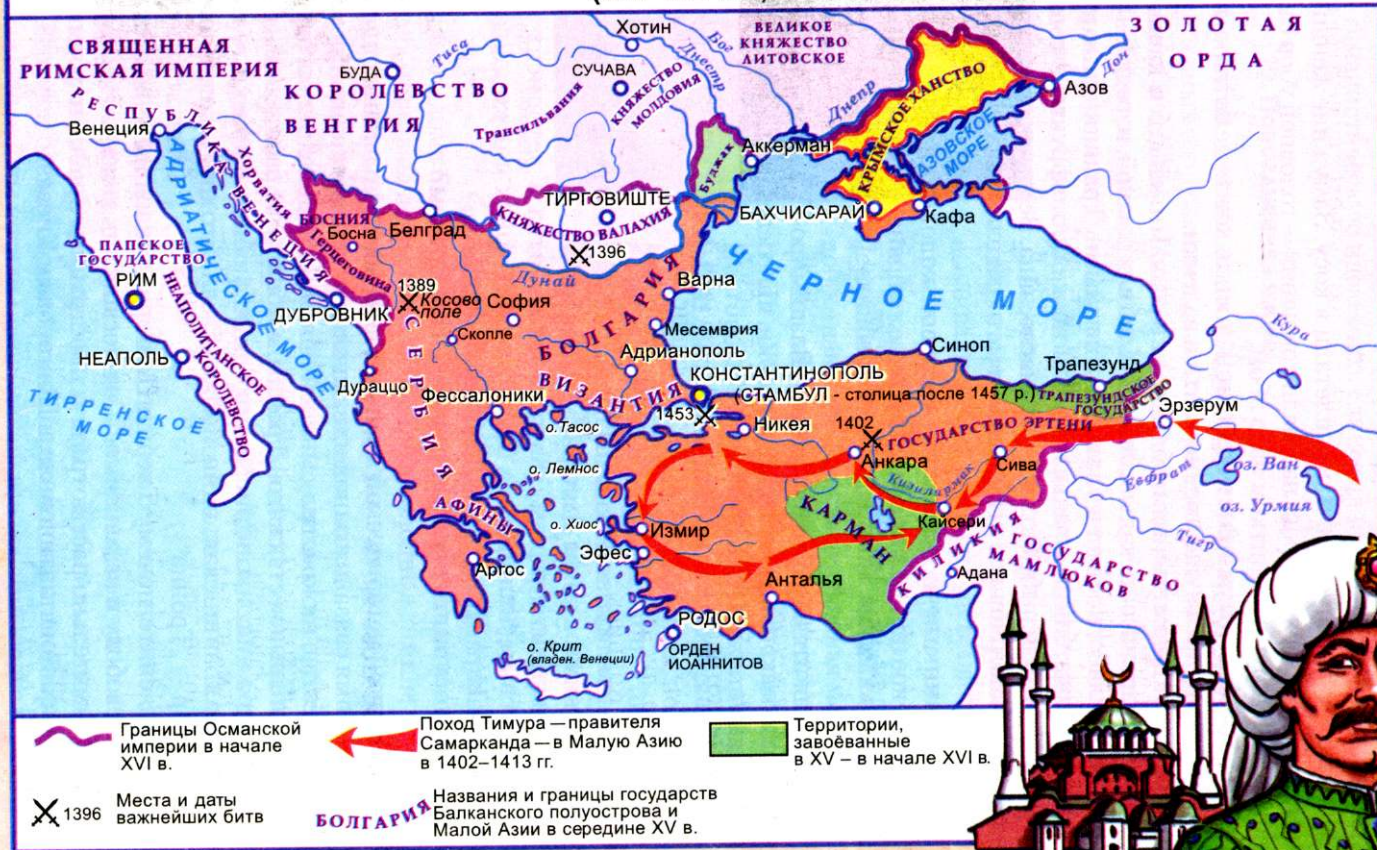 СВЯЩЕННАЯ
РИМСКАЯ ИМПЕРИЯ
РЕСПУБЛИКА ВЕНЕЦИЯ
Венеция
БУДА
КОРОЛЕВСТВО
ВЕНГРИЯ
Тиса
Хотин
СУЧАВА
Трансильвания
КНЯЖЕСТВО
МОЛДОВИЯ
Днестр
Бог
ВЕЛИКОЕ
КНЯЖЕСТВО
ЛИТОВСКОЕ
Днепр
ЗОЛОТАЯ
ОРДА
Дон
Азов
КРЫМСКОЕ ХАНСТВО
АЗОВСКОЕ
МОРЕ
Аккерман
Буджак
БАХЧИСАРАЙ
Кафа
Хорватия
АДРИАТИЧЕСКОЕ МОРЕ
БОСНИЯ
Босна
Герцеговина
Белград
ТИРГОВИШТЕ
КНЯЖЕСТВО ВАЛАХИЯ
1396
Дунай
ПАПСКОЕ
ГОСУДАРСТВО
РИМ
НЕАПОЛИТАНСКОЕ
КОРОЛЕВСТВО
НЕАПОЛЬ
ТИРРЕНСКОЕ
МОРЕ
ДУБРОВНИК
1389
Косово
поле
София
Скопле
СЕРБИЯ
БОЛГАРИЯ
Варна
Месемврия
ЧЕРНОЕ МОРЕ
Адрианополь
ВИЗАНТИЯ
Дураццо
Фессалоники
КОНСТАНТИНОПОЛЬ
(СТАМБУЛ - столица после 1457 р.)
1453
Никея
Синоп
Трапезунд
ТРАПЕЗУНДСКОЕ
ГОСУДАРСТВО
Кура
Эрзерум
1402
ГОСУДАРСТВО ЭРТЕНИ
Анкара
Сива
Кизилирмак
Кайсери
Евфрат
оз. Ван
оз. Урмия
Тигр
о.Тасос
о. Лемнос
о. Хиос
АФИНЫ
Аргос
Измир
Эфес
КАРМАН
Анталья
КИЛИКИЯ
ГОСУДАРСТВО
МАМЛЮКОВ
Адана
РОДОС
ОРДЕН
ИОАННИТОВ
о. Крит
(владен. Венеции)
Границы Османской
империи в начале
XVI в.
Поход Тимура — правителя
Самарканда — в Малую Азию
в 1402–1413 гг.
Территории,
завоёванные
в XV – в начале XVI в.
1396
Места и даты
важнейших битв
БОЛГАРИЯ
Названия и границы государств
Балканского полуострова и
Малой Азии в середине XV в.